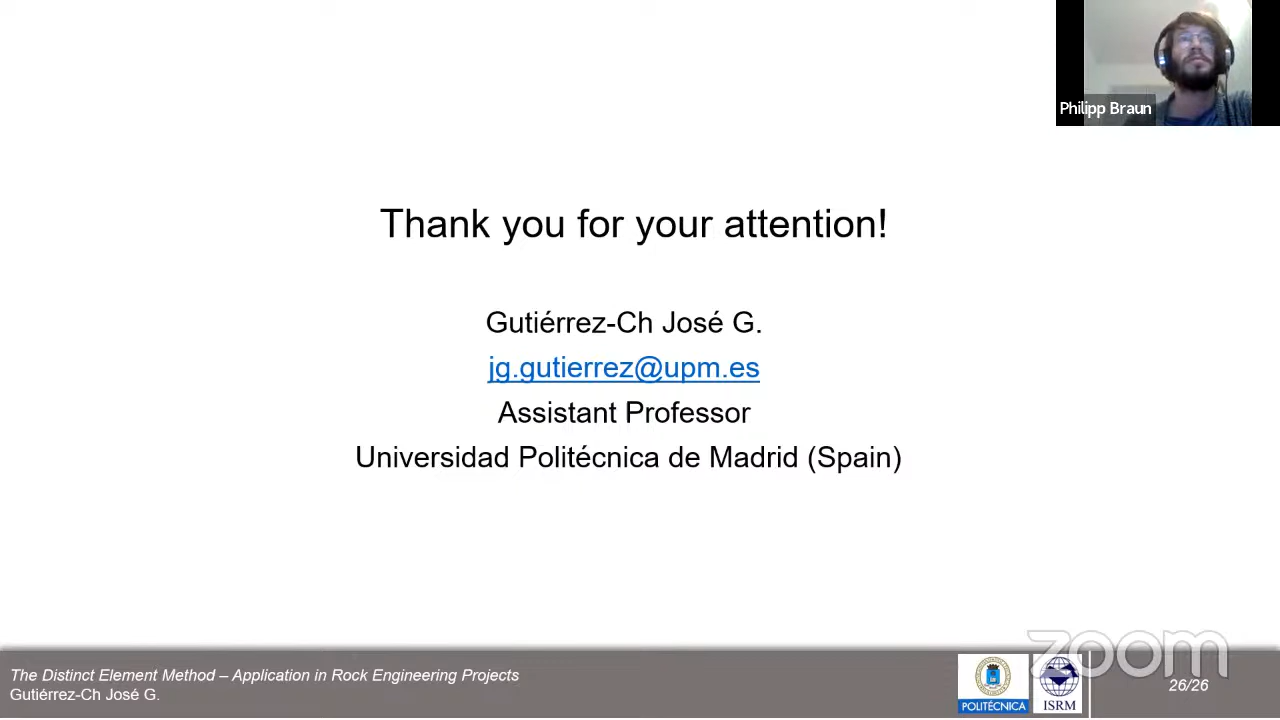 Philipp Braun
Thank you for your attention!
Gutiérrez-Ch José G.
jg.gutierrez@upm.es
Assistant Professor
Universidad Politécnica de Madrid (Spain)
The Distinct Element Method – Application in Rock Engineering Projects
Gutiérrez-Ch José G.
POLITÉCNICA
ISRM
zoom
26/26